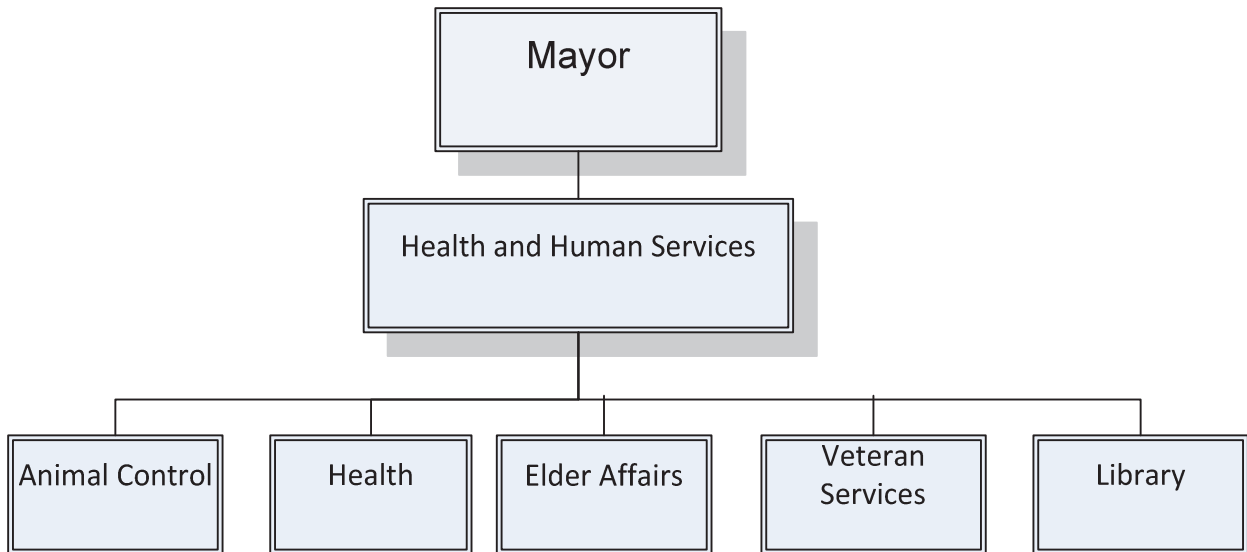 Mayor
Health and Human Services
Animal Control
Health
Elder Affairs
Veteran
Services
Library